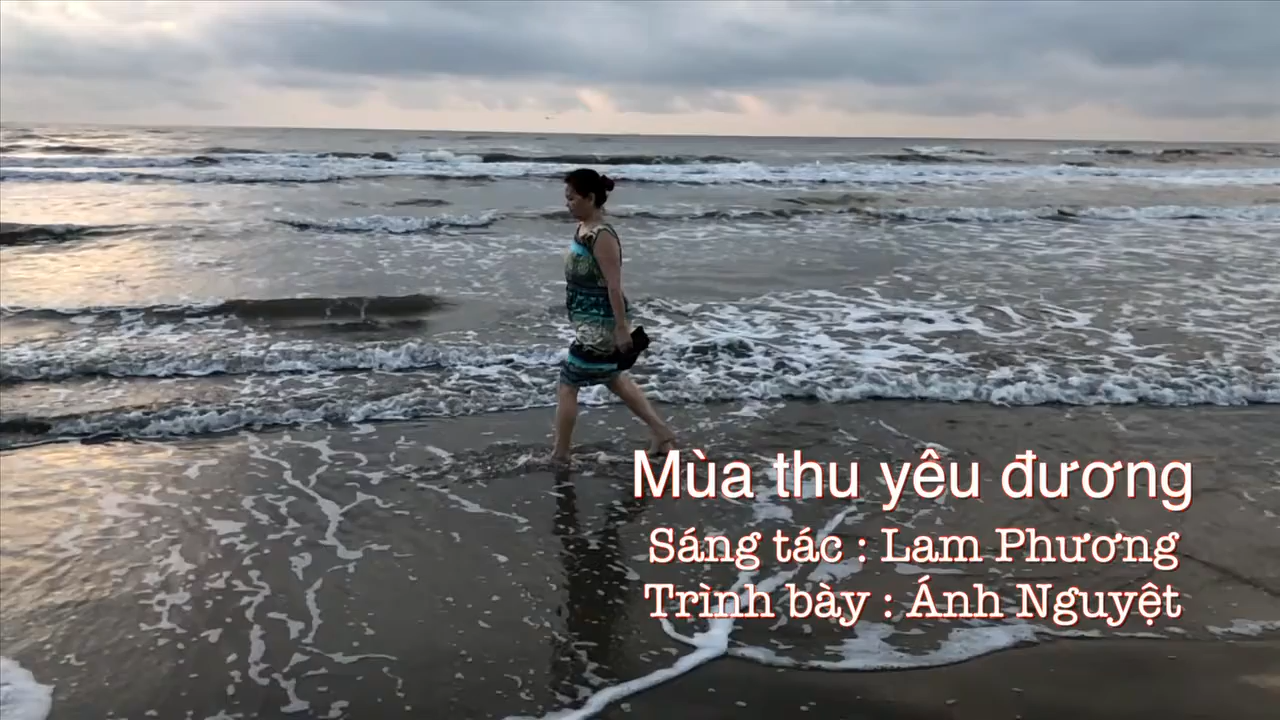 Mùa thu yêu đương
Sáng tác : Lam Phương
Trình bày : Ánh Nguyệt